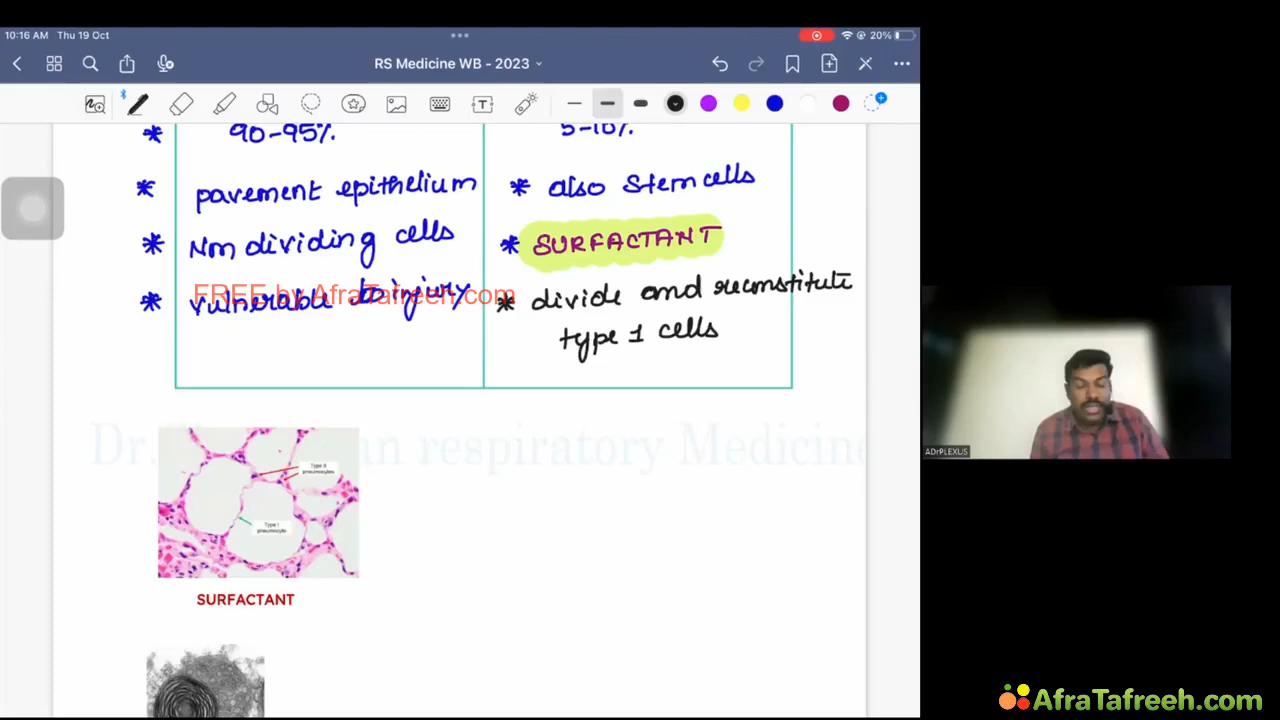 10:16 AM Thu 19 Oct
20%
RS Medicine WB - 2023
* 90-95%.
5-10%.
* pavement epithelium
* also Stem cells
* Non dividing cells
* SURFACTANT
* vulnerable to injury
FREE by AfraTafreeh.com
* divide and reconstitute
type 1 cells
Dr.
an respiratory Medicine
Type II
pneumocytes
Type I
pneumocyte
SURFACTANT
ADrPLEXUS
AfraTafreeh.com